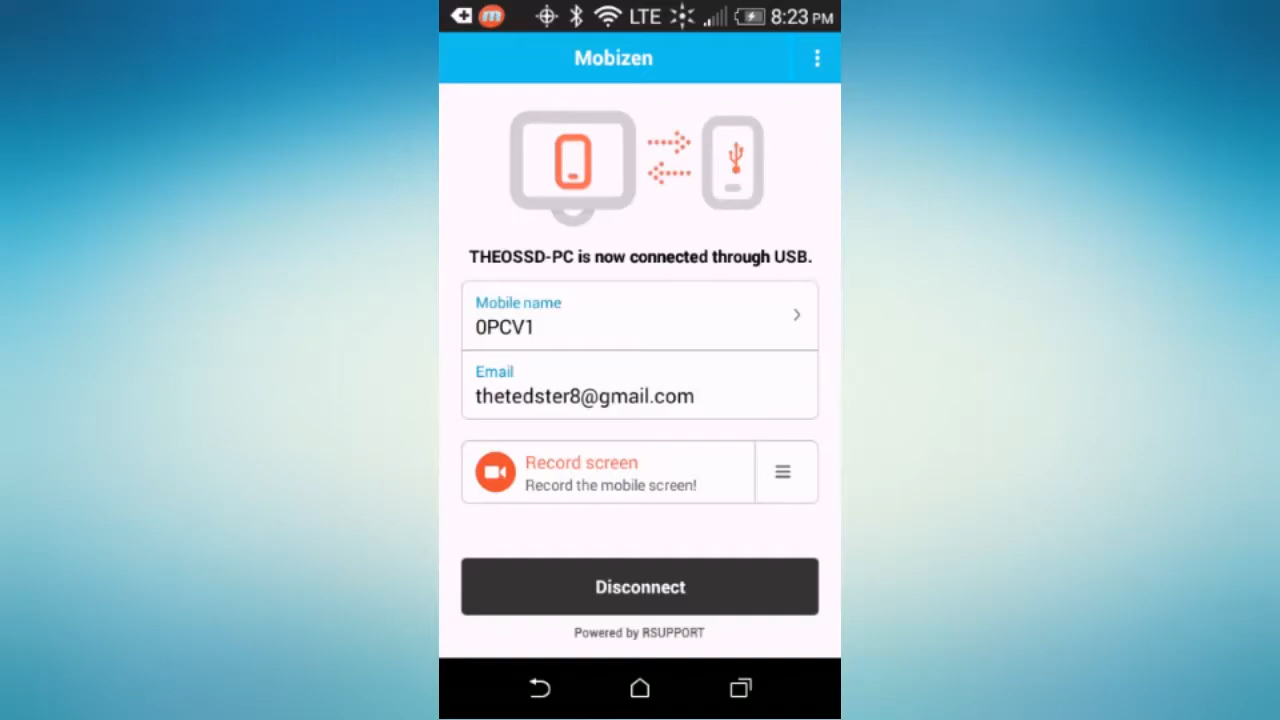 LTE 8:23 PM
Mobizen
THEOSSD-PC is now connected through USB.
Mobile name
0PCV1
Email
thetedster8@gmail.com
Record screen
Record the mobile screen!
Disconnect
Powered by RSUPPORT